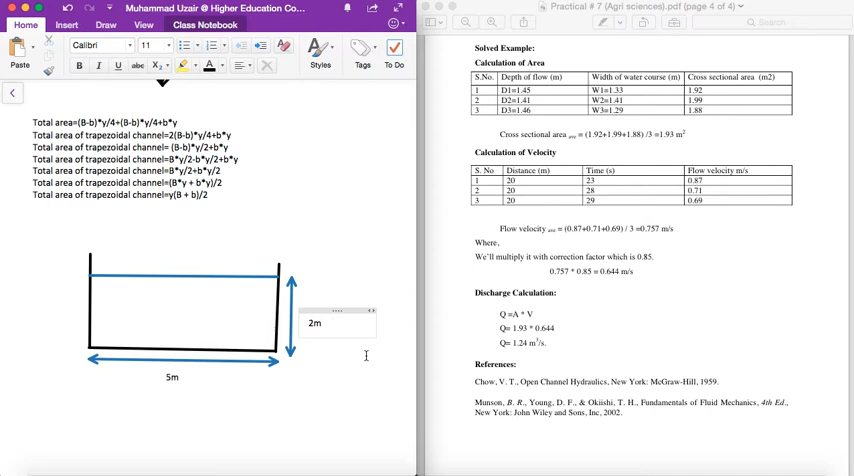 Muhammad Uzair @ Higher Education Co...
Home
Insert
Draw
View
Class Notebook
Paste
Calibri
11
B I U abc X₂ A
Styles
Tags
To Do
Total area=(B-b)*y/4+(B-b)*y/4+b*y
Total area of trapezoidal channel=2(B-b)*y/4+b*y
Total area of trapezoidal channel= (B-b)*y/2+b*y
Total area of trapezoidal channel=B*y/2-b*y/2+b*y
Total area of trapezoidal channel=B*y/2+b*y/2
Total area of trapezoidal channel=(B*y + b*y)/2
Total area of trapezoidal channel=y(B + b)/2
2m
5m
Practical # 7 (Agri sciences).pdf (page 4 of 4)
Search
Solved Example:
Calculation of Area
S.No. Depth of flow (m) Width of water course (m) Cross sectional area (m2)
1 D1=1.45 W1=1.33 1.92
2 D2=1.41 W2=1.41 1.99
3 D3=1.46 W3=1.29 1.88
Cross sectional area ave = (1.92+1.99+1.88) /3 =1.93 m²
Calculation of Velocity
S. No Distance (m) Time (s) Flow velocity m/s
1 20 23 0.87
2 20 28 0.71
3 20 29 0.69
Flow velocity ave = (0.87+0.71+0.69) / 3 =0.757 m/s
Where,
We'll multiply it with correction factor which is 0.85.
0.757 * 0.85 = 0.644 m/s
Discharge Calculation:
Q =A * V
Q= 1.93 * 0.644
Q= 1.24 m³/s.
References:
Chow, V. T., Open Channel Hydraulics, New York: McGraw-Hill, 1959.
Munson, B. R., Young, D. F., & Okiishi, T. H., Fundamentals of Fluid Mechanics, 4th Ed.,
New York: John Wiley and Sons, Inc, 2002.